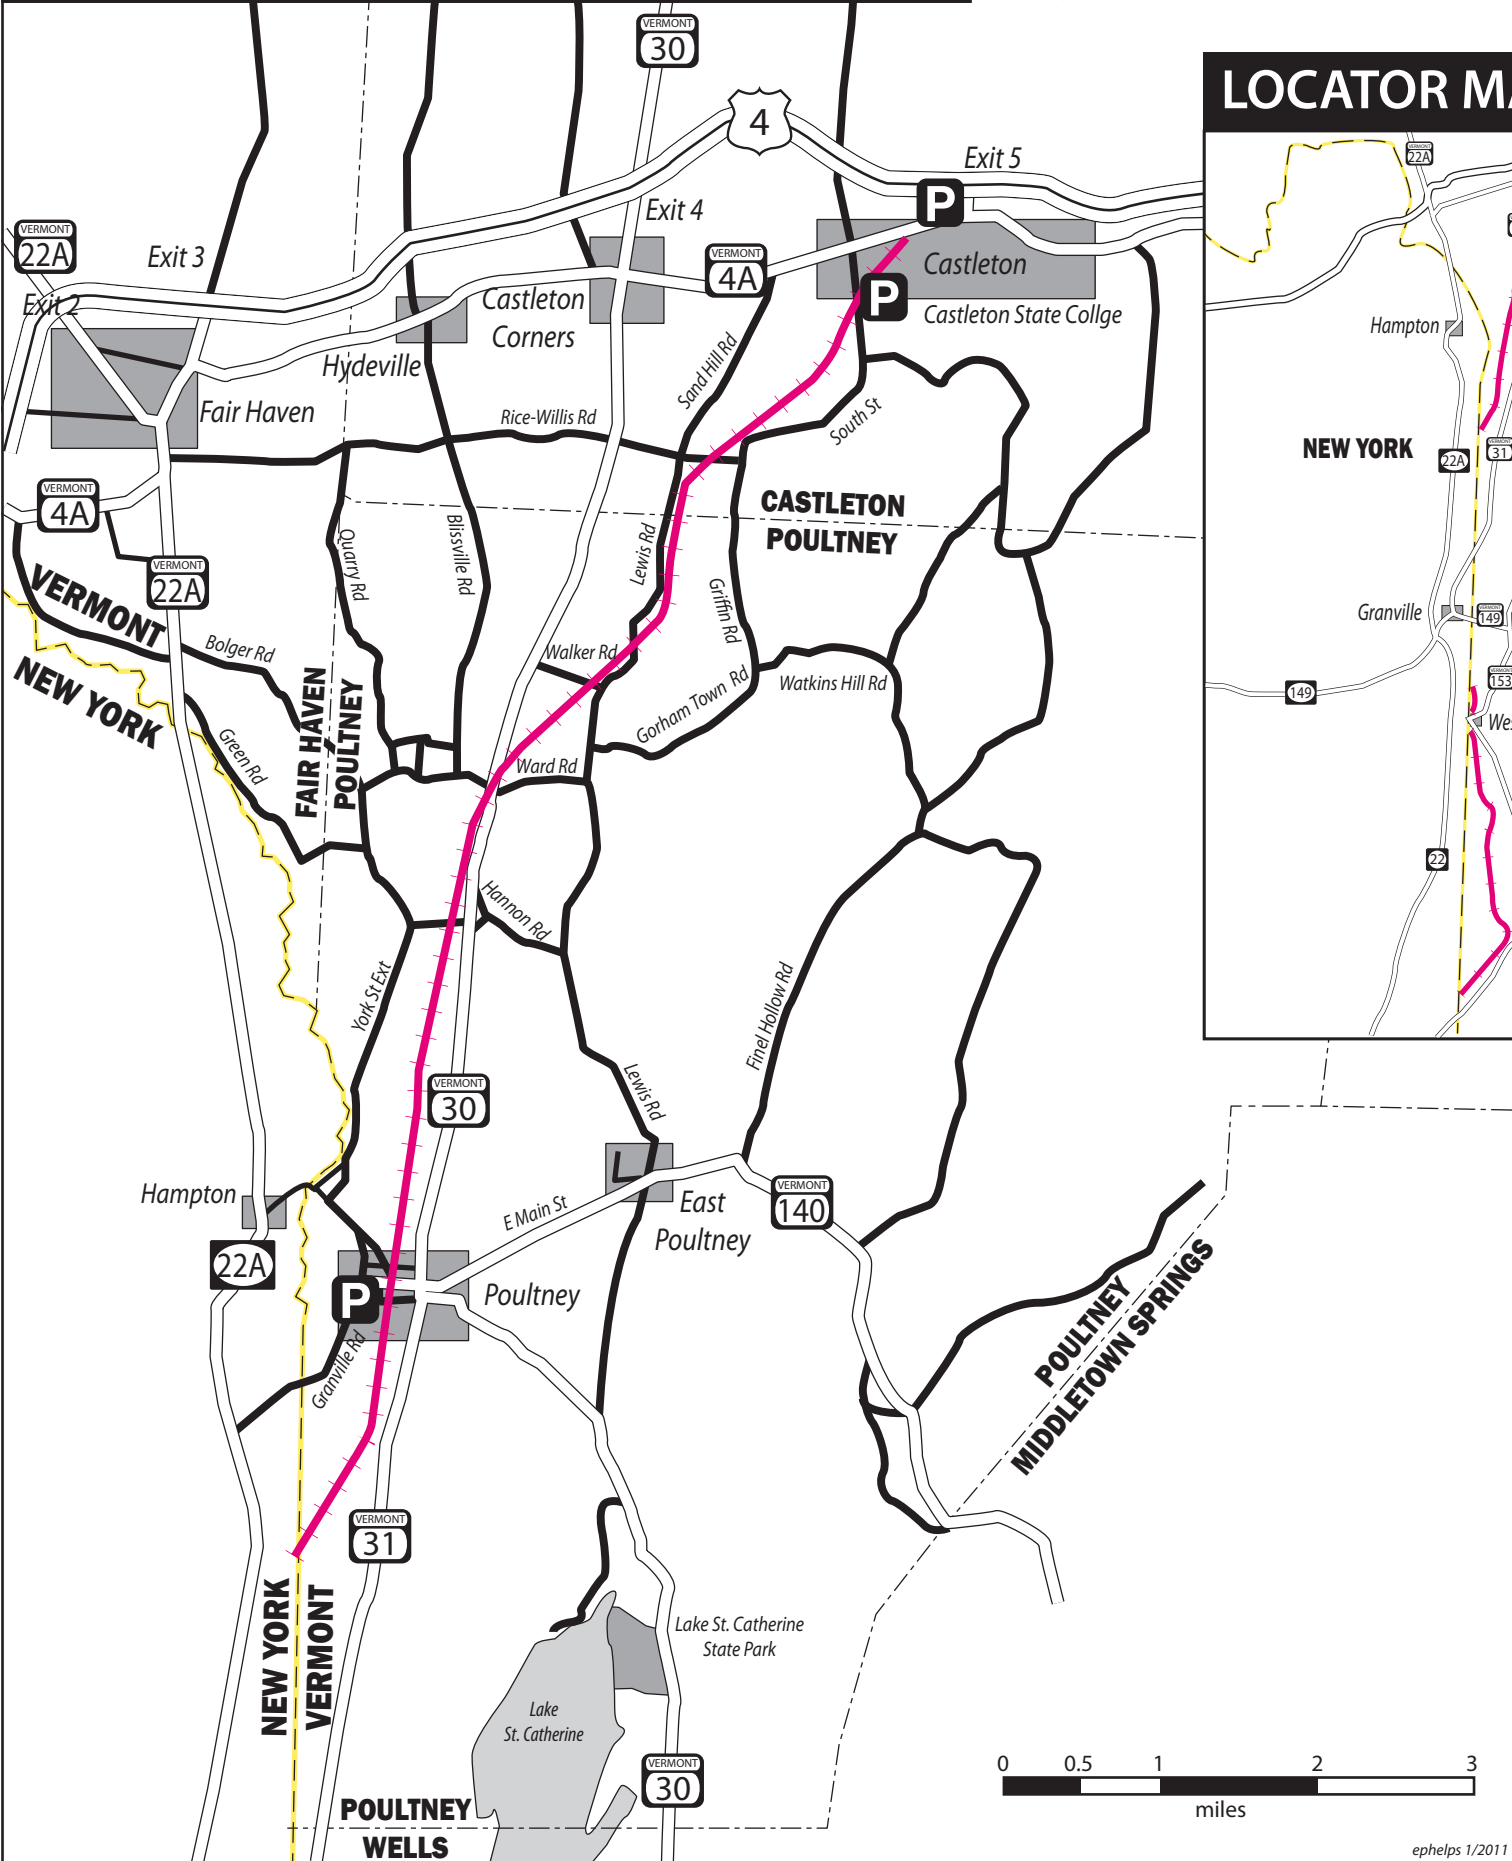 VERMONT
30
4
LOCATOR MA
22A
Exit 5
Exit 4
VERMONT
22A
Exit 3
VERMONT
4A
Castleton
P
P
Castleton State Collge
Exit 2
Castleton
Corners
Hydeville
Fair Haven
Sand Hill Rd
Rice-Willis Rd
South St
Hampton
NEW YORK
22A
VERMONT
31
VERMONT
4A
CASTLETON
POULTNEY
Quarry Rd
Blissville Rd
Lewis Rd
Griffin Rd
VERMONT
22A
VERMONT
NEW YORK
Bolger Rd
Walker Rd
Gorham Town Rd
Watkins Hill Rd
Granville
VERMONT
149
149
VERMONT
153
Wes
Green Rd
FAIR HAVEN
POULTNEY
Ward Rd
22
Hannon Rd
York St Ext
Finel Hollow Rd
VERMONT
30
Lewis Rd
Hampton
22A
E Main St
East
Poultney
VERMONT
140
P
Poultney
Granville Rd
POULTNEY
MIDDLETOWN SPRINGS
VERMONT
31
NEW YORK
VERMONT
Lake St. Catherine
State Park
Lake
St. Catherine
VERMONT
30
POULTNEY
WELLS
0 0.5 1 2 3
miles
ephelps 1/2011